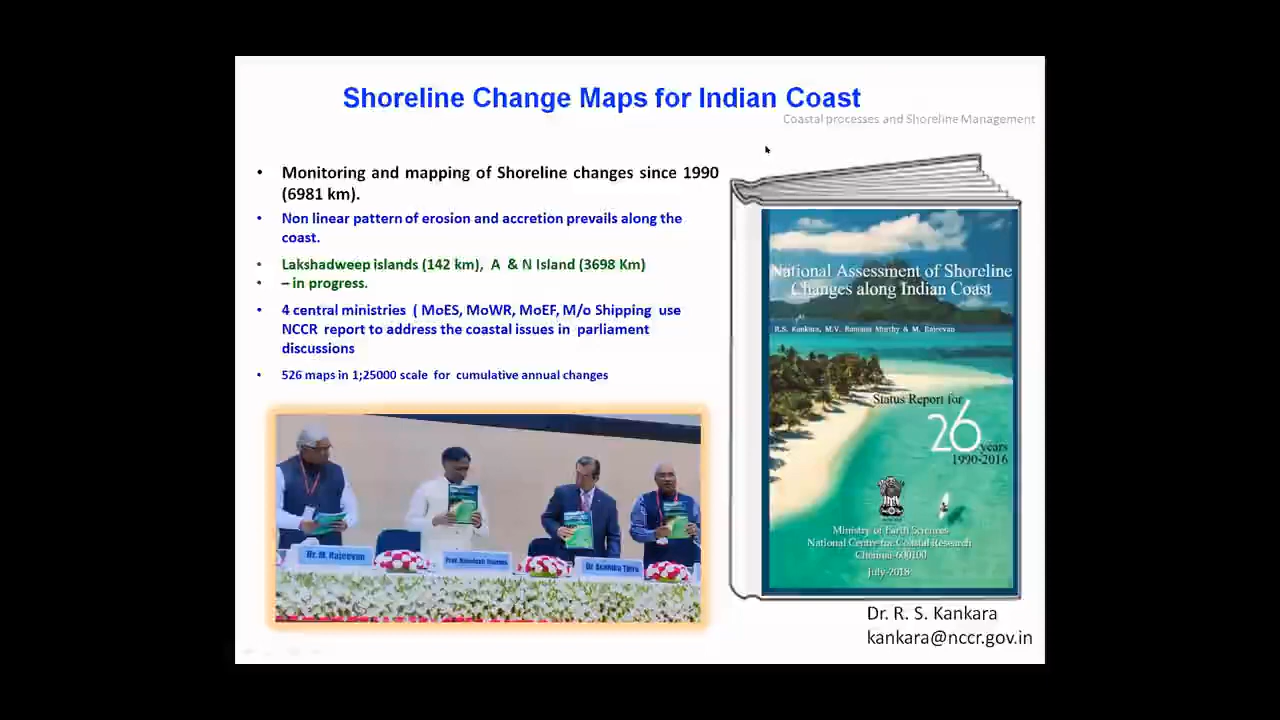 Shoreline Change Maps for Indian Coast
Coastal processes and Shoreline Management
• Monitoring and mapping of Shoreline changes since 1990
(6981 km).
• Non linear pattern of erosion and accretion prevails along the
coast.
• Lakshadweep islands (142 km), A & N Island (3698 Km)
• – in progress.
• 4 central ministries ( MoES, MoWR, MoEF, M/o Shipping use
NCCR report to address the coastal issues in parliament
discussions
• 526 maps in 1;25000 scale for cumulative annual changes
Dr. M. Rajeevan
National Assessment of Shoreline
Changes along Indian Coast
R.S. Kankara, M.V. Ramana Murthy & M. Rajeevan
Status Report for
26 years
1990-2016
Ministry of Earth Sciences
National Centre for Coastal Research
Chennai-600100
July-2018
Dr. R. S. Kankara
kankara@nccr.gov.in